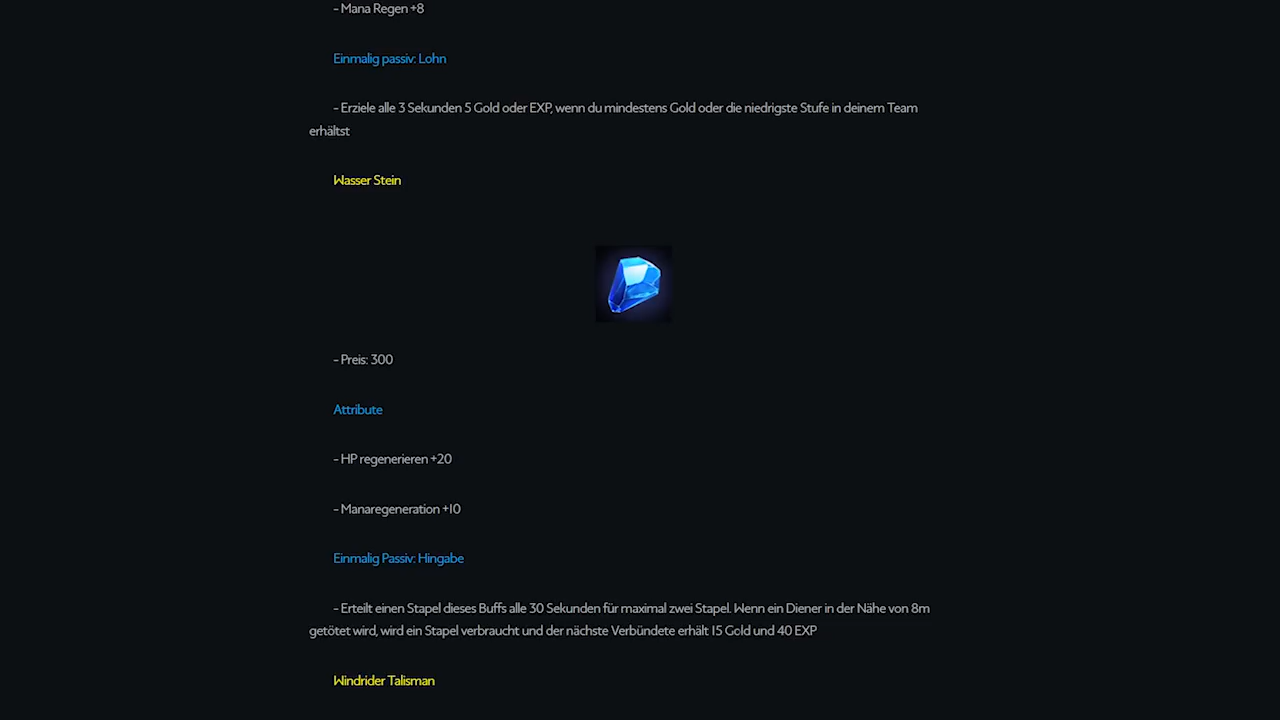 - Mana Regen +8
Einmalig passiv: Lohn
- Erziele alle 3 Sekunden 5 Gold oder EXP, wenn du mindestens Gold oder die niedrigste Stufe in deinem Team
erhältst
Wasser Stein
- Preis: 300
Attribute
- HP regenerieren +20
- Manaregeneration +10
Einmalig Passiv: Hingabe
- Erteilt einen Stapel dieses Buffs alle 30 Sekunden für maximal zwei Stapel. Wenn ein Diener in der Nähe von 8m
getötet wird, wird ein Stapel verbraucht und der nächste Verbündete erhält 15 Gold und 40 EXP
Windrider Talisman